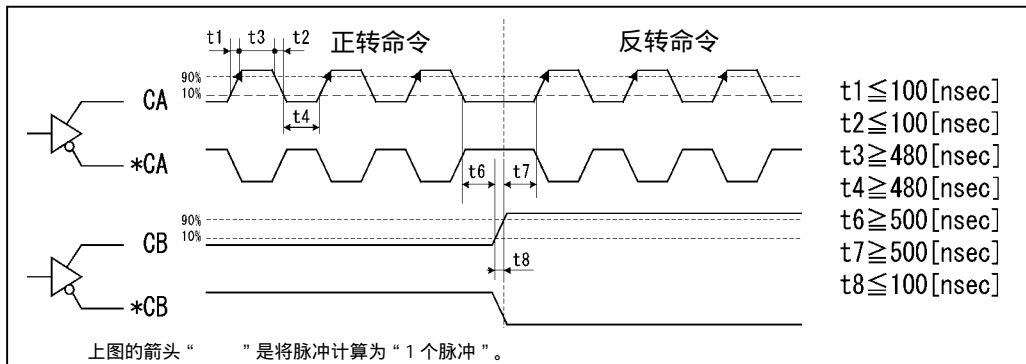 t1 t3 t2 正转命令 反转命令
90%
10%
CA
t4
*CA
t6 t7
90%
10%
CB
t8
*CB
t1≦100[nsec]
t2≦100[nsec]
t3≧480[nsec]
t4≧480[nsec]
t6≧500[nsec]
t7≧500[nsec]
t8≦100[nsec]
上图的箭头“ ”是将脉冲计算为“1个脉冲”。